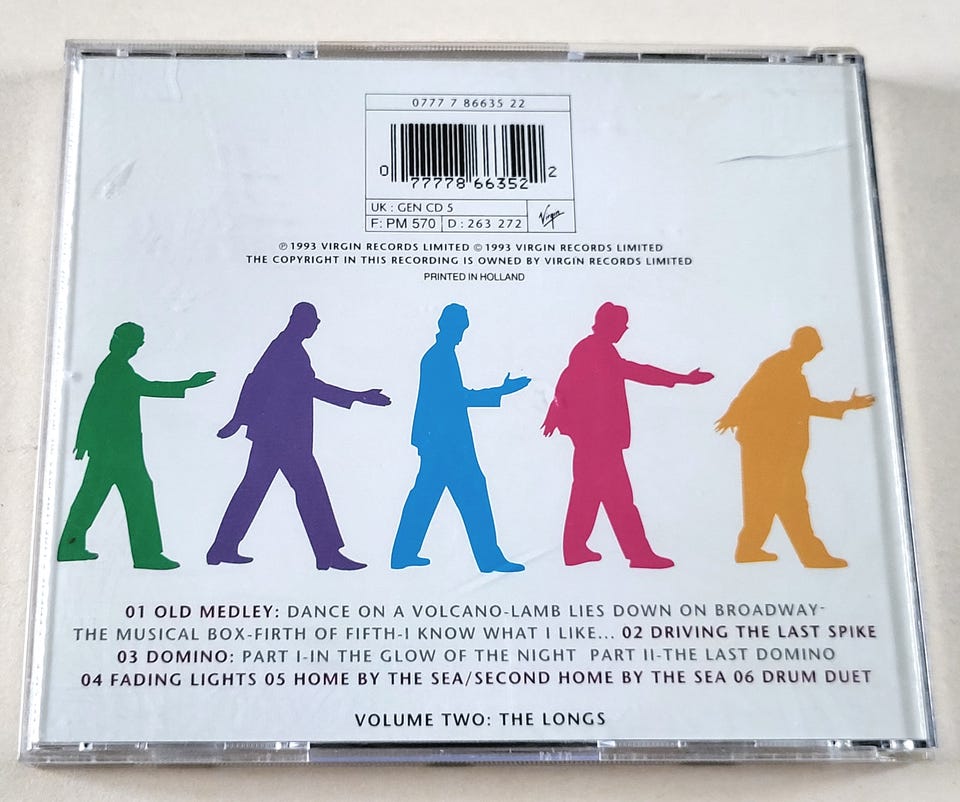 0777 7 86635 22
0 77778 66352 2
UK : GEN CD 5
F: PM 570 D : 263 272 Virgin
℗ 1993 VIRGIN RECORDS LIMITED © 1993 VIRGIN RECORDS LIMITED
THE COPYRIGHT IN THIS RECORDING IS OWNED BY VIRGIN RECORDS LIMITED
PRINTED IN HOLLAND
01 OLD MEDLEY: DANCE ON A VOLCANO-LAMB LIES DOWN ON BROADWAY-
THE MUSICAL BOX-FIRTH OF FIFTH-I KNOW WHAT I LIKE... 02 DRIVING THE LAST SPIKE
03 DOMINO: PART I-IN THE GLOW OF THE NIGHT PART II-THE LAST DOMINO
04 FADING LIGHTS 05 HOME BY THE SEA/SECOND HOME BY THE SEA 06 DRUM DUET
VOLUME TWO: THE LONGS